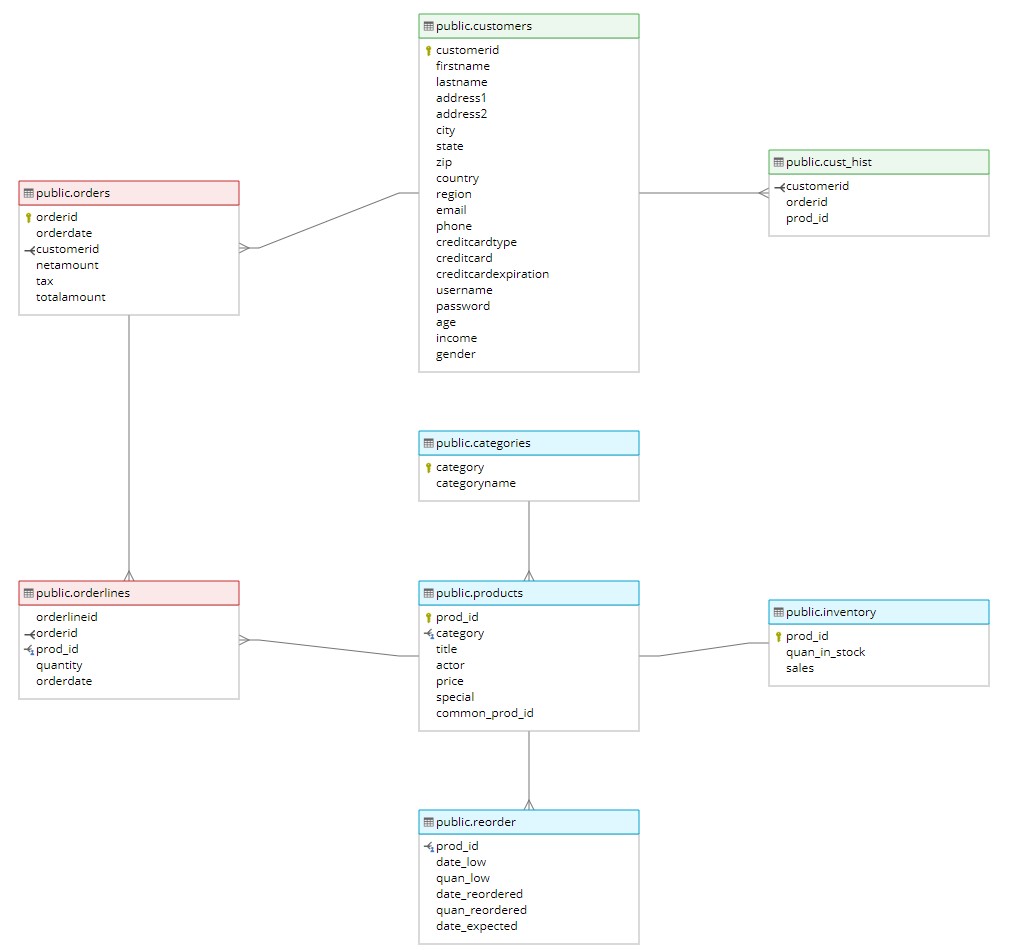 public.customers
customerid
firstname
lastname
address1
address2
city
state
zip
country
region
email
phone
creditcardtype
creditcard
creditcardexpiration
username
password
age
income
gender
public.cust_hist
customerid
orderid
prod_id
public.orders
orderid
orderdate
customerid
netamount
tax
totalamount
public.categories
category
categoryname
public.orderlines
orderlineid
orderid
prod_id
quantity
orderdate
public.products
prod_id
category
title
actor
price
special
common_prod_id
public.inventory
prod_id
quan_in_stock
sales
public.reorder
prod_id
date_low
quan_low
date_reordered
quan_reordered
date_expected